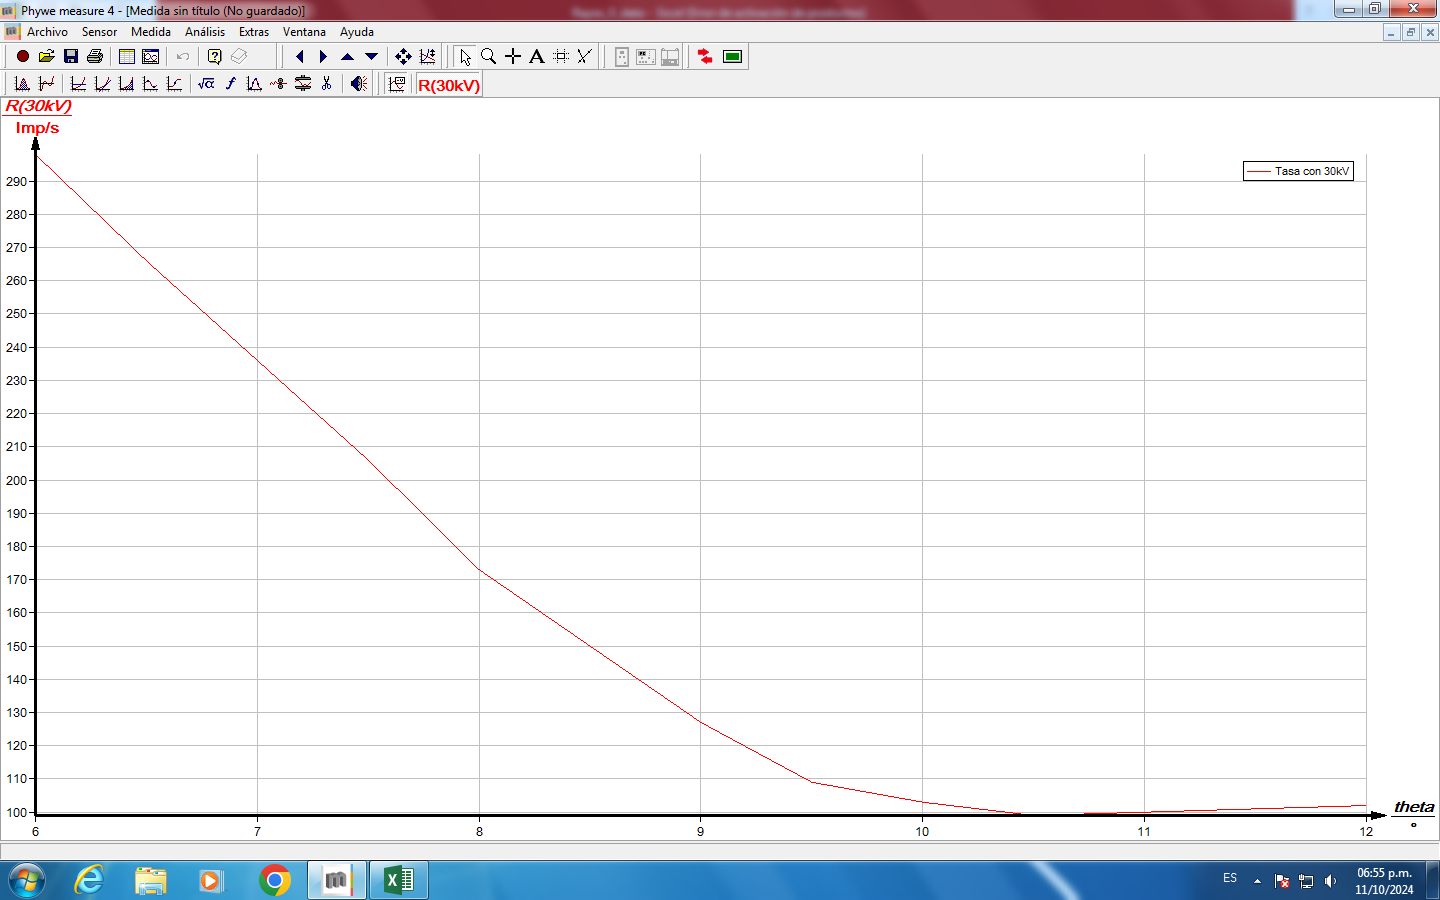 Phywe measure 4 - [Medida sin título (No guardado)]
Archivo Sensor Medida Análisis Extras Ventana Ayuda
R(30kV)
R(30kV)
Imp/s
Tasa con 30kV
290
280
270
260
250
240
230
220
210
200
190
180
170
160
150
140
130
120
110
100
theta
°
6 7 8 9 10 11 12
ES
06:55 p.m.
11/10/2024